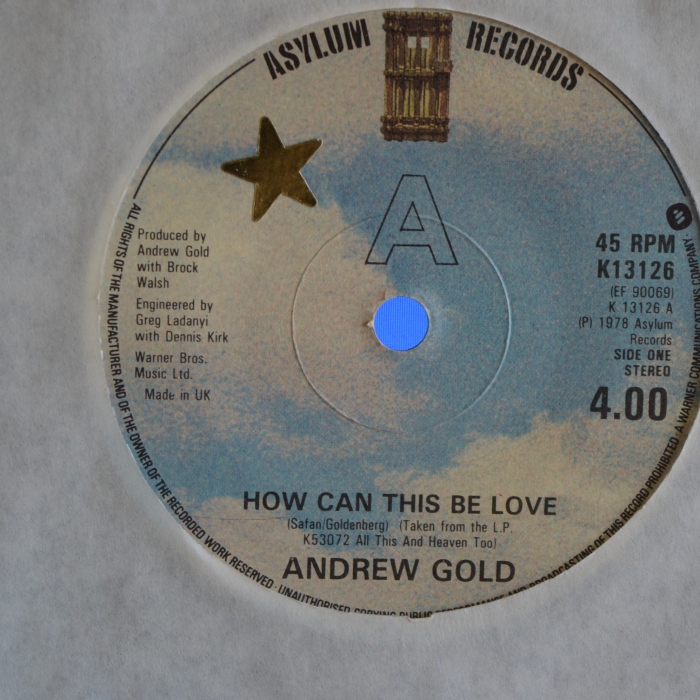 ASYLUM RECORDS
A
Produced by
Andrew Gold
with Brock
Walsh
Engineered by
Greg Ladanyi
with Dennis Kirk
Warner Bros.
Music Ltd.
Made in UK
45 RPM
K13126
(EF 90069)
K 13126 A
(P) 1978 Asylum
Records
SIDE ONE
STEREO
4.00
HOW CAN THIS BE LOVE
(Safan/Goldenberg) (Taken from the L.P.
K53072 All This And Heaven Too)
ANDREW GOLD
ALL RIGHTS OF THE MANUFACTURER AND OF THE OWNER OF THE RECORDED WORK RESERVED · UNAUTHORISED COPYING PUBLIC AND BROADCASTING OF THIS RECORD PROHIBITED. A WARNER COMMUNICATIONS COMPANY.